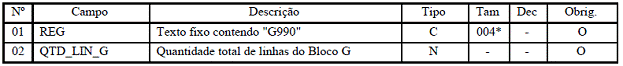 Nº Campo Descrição Tipo Tam Dec Obrig.
01 REG Texto fixo contendo "G990" C 004* - O
02 QTD_LIN_G Quantidade total de linhas do Bloco G N - - O